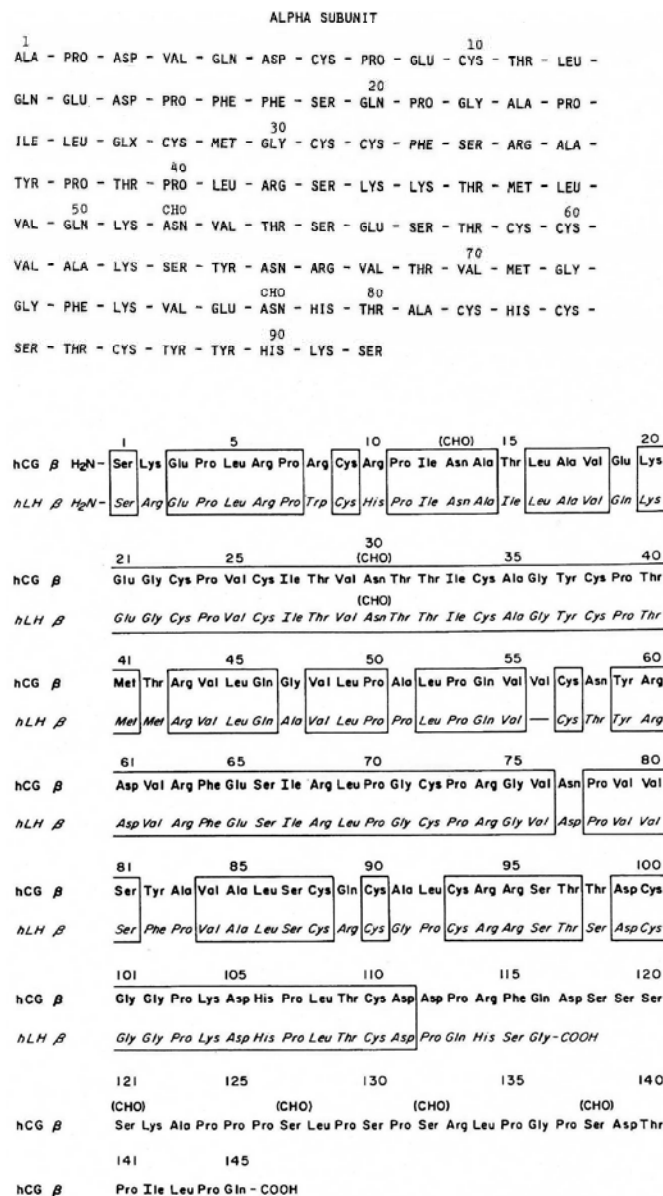 ALPHA SUBUNIT
1 10
ALA - PRO - ASP - VAL - GLN - ASP - CYS - PRO - GLU - CYS - THR - LEU -
20
GLN - GLU - ASP - PRO - PHE - PHE - SER - GLN - PRO - GLY - ALA - PRO -
30
ILE - LEU - GLX - CYS - MET - GLY - CYS - CYS - PHE - SER - ARG - ALA -
40
TYR - PRO - THR - PRO - LEU - ARG - SER - LYS - LYS - THR - MET - LEU -
50 CHO 60
VAL - GLN - LYS - ASN - VAL - THR - SER - GLU - SER - THR - CYS - CYS -
70
VAL - ALA - LYS - SER - TYR - ASN - ARG - VAL - THR - VAL - MET - GLY -
CHO 80
GLY - PHE - LYS - VAL - GLU - ASN - HIS - THR - ALA - CYS - HIS - CYS -
90
SER - THR - CYS - TYR - TYR - HIS - LYS - SER
1 5 10 (CHO) 15 20
hCG β H₂N- Ser Lys Glu Pro Leu Arg Pro Arg Cys Arg Pro Ile Asn Ala Thr Leu Ala Val Glu Lys
hLH β H₂N- Ser Arg Glu Pro Leu Arg Pro Trp Cys His Pro Ile Asn Ala Ile Leu Ala Val Gln Lys
21 25 30 35 40
(CHO)
hCG β Glu Gly Cys Pro Val Cys Ile Thr Val Asn Thr Thr Ile Cys Ala Gly Tyr Cys Pro Thr
(CHO)
hLH β Glu Gly Cys Pro Val Cys Ile Thr Val Asn Thr Thr Ile Cys Ala Gly Tyr Cys Pro Thr
41 45 50 55 60
hCG β Met Thr Arg Val Leu Gln Gly Val Leu Pro Ala Leu Pro Gln Val Val Cys Asn Tyr Arg
hLH β Met Met Arg Val Leu Gln Ala Val Leu Pro Pro Leu Pro Gln Val — Cys Thr Tyr Arg
61 65 70 75 80
hCG β Asp Val Arg Phe Glu Ser Ile Arg Leu Pro Gly Cys Pro Arg Gly Val Asn Pro Val Val
hLH β Asp Val Arg Phe Glu Ser Ile Arg Leu Pro Gly Cys Pro Arg Gly Val Asp Pro Val Val
81 85 90 95 100
hCG β Ser Tyr Ala Val Ala Leu Ser Cys Gln Cys Ala Leu Cys Arg Arg Ser Thr Thr Asp Cys
hLH β Ser Phe Pro Val Ala Leu Ser Cys Arg Cys Gly Pro Cys Arg Arg Ser Thr Ser Asp Cys
101 105 110 115 120
hCG β Gly Gly Pro Lys Asp His Pro Leu Thr Cys Asp Asp Pro Arg Phe Gln Asp Ser Ser Ser
hLH β Gly Gly Pro Lys Asp His Pro Leu Thr Cys Asp Pro Gln His Ser Gly-COOH
121 125 130 135 140
(CHO) (CHO) (CHO) (CHO)
hCG β Ser Lys Ala Pro Pro Pro Ser Leu Pro Ser Pro Ser Arg Leu Pro Gly Pro Ser Asp Thr
141 145
hCG β Pro Ile Leu Pro Gln - COOH